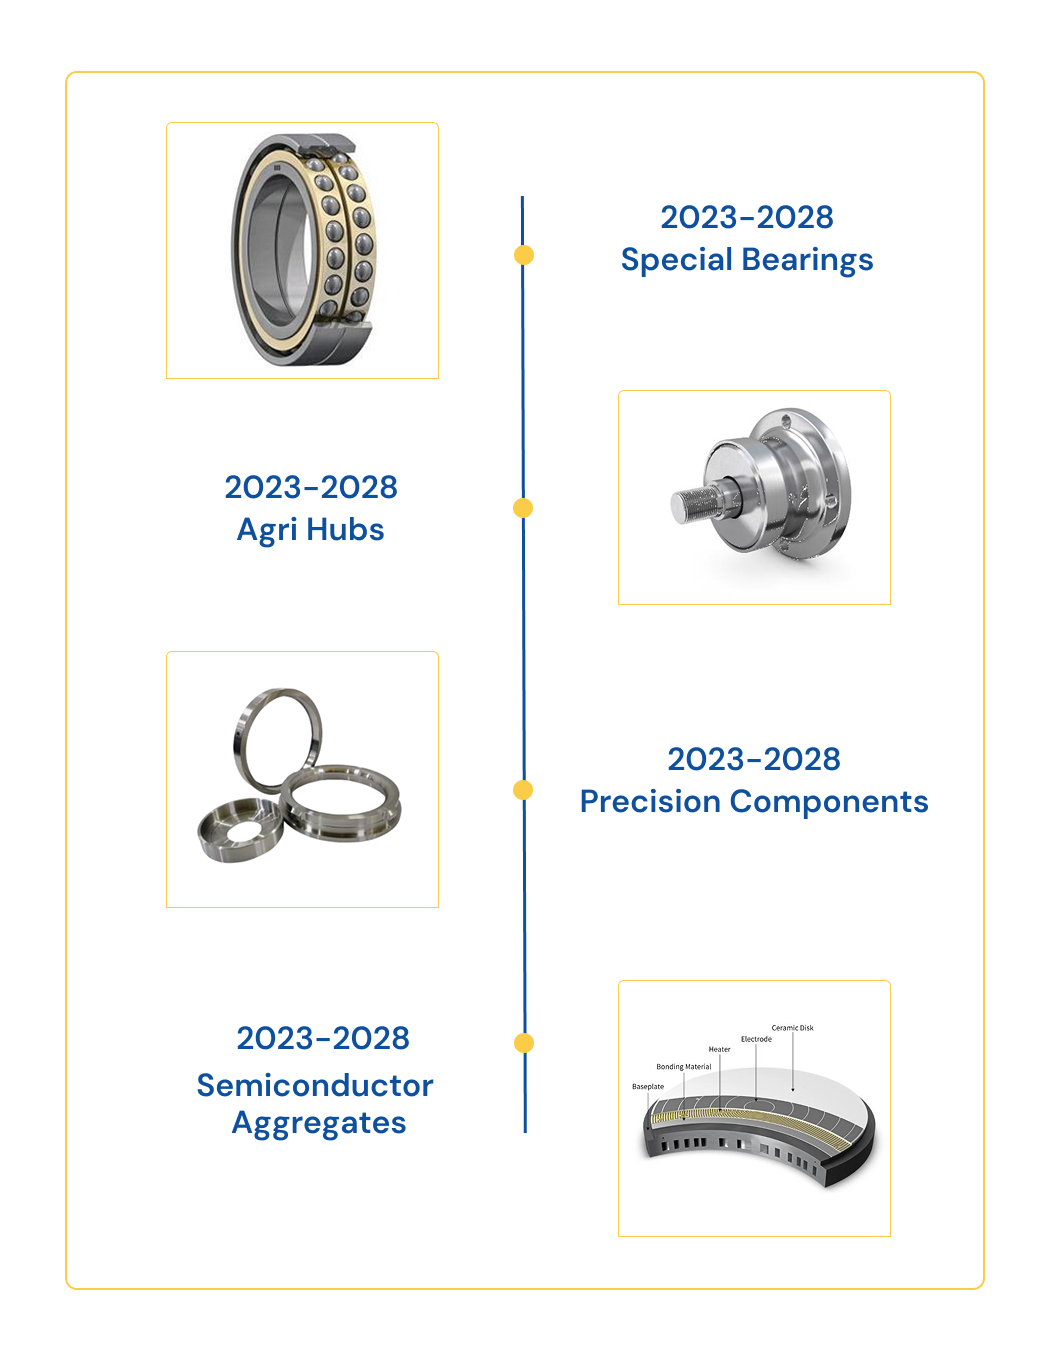 2023-2028
Special Bearings
2023-2028
Agri Hubs
2023-2028
Precision Components
2023-2028
Semiconductor
Aggregates
Ceramic Disk
Electrode
Heater
Bonding Material
Baseplate